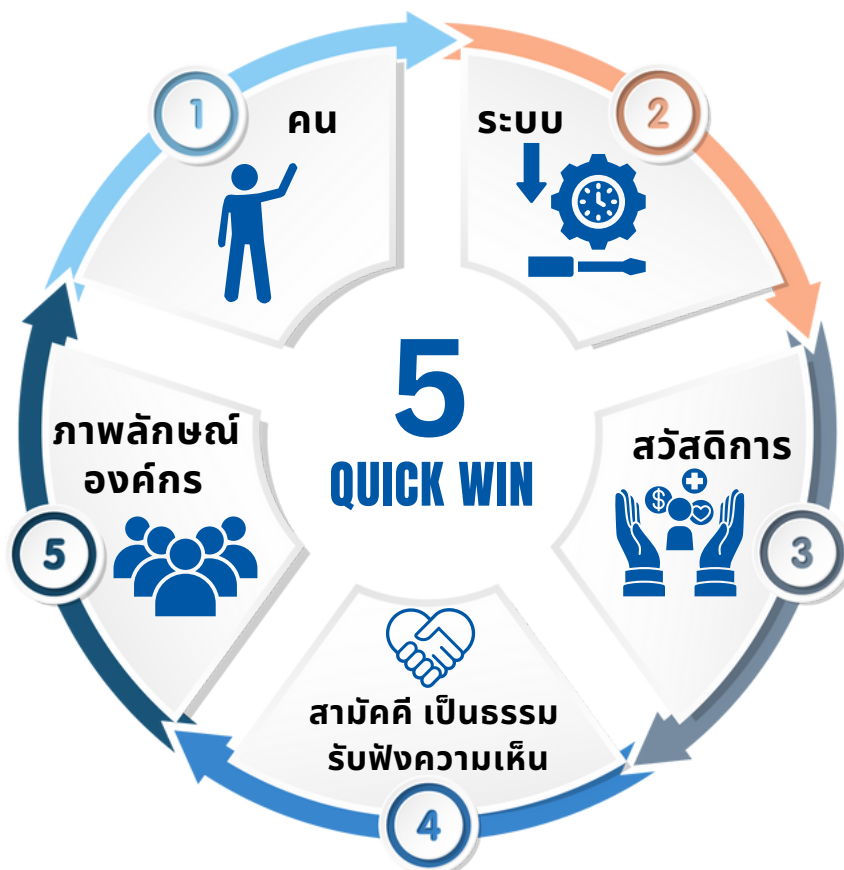 5
QUICK WIN
1
คน
2
ระบบ
3
สวัสดิการ
$
4
สามัคคี เป็นธรรม
รับฟังความเห็น
5
ภาพลักษณ์
องค์กร